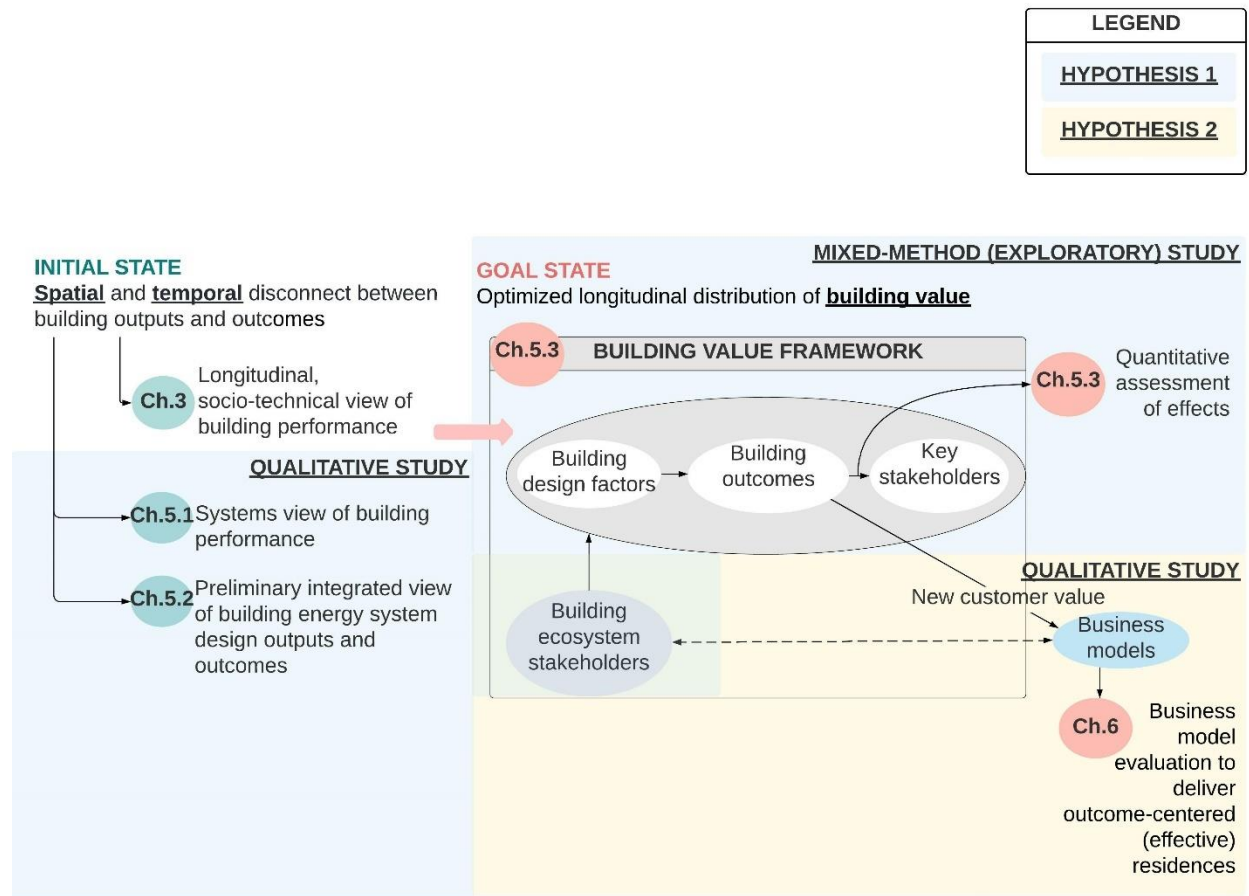 LEGEND
HYPOTHESIS 1
HYPOTHESIS 2
INITIAL STATE
Spatial and temporal disconnect between
building outputs and outcomes
Ch.3
Longitudinal,
socio-technical view of
building performance
QUALITATIVE STUDY
Ch.5.1
Systems view of building
performance
Ch.5.2
Preliminary integrated view
of building energy system
design outputs and
outcomes
MIXED-METHOD (EXPLORATORY) STUDY
GOAL STATE
Optimized longitudinal distribution of building value
Ch.5.3
BUILDING VALUE FRAMEWORK
Building
design factors
Building
outcomes
Key
stakeholders
Ch.5.3
Quantitative
assessment
of effects
Building
ecosystem
stakeholders
QUALITATIVE STUDY
New customer value
Business
models
Ch.6
Business
model
evaluation to
deliver
outcome-centered
(effective)
residences